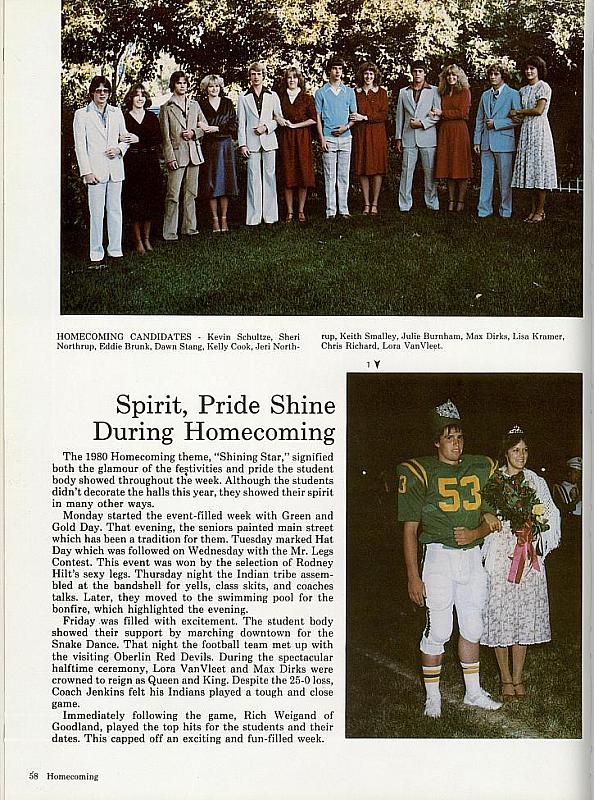 HOMECOMING CANDIDATES - Kevin Schultze, Sheri
Northrup, Eddie Brunk, Dawn Stang, Kelly Cook, Jeri North-
rup, Keith Smalley, Julie Burnham, Max Dirks, Lisa Kramer,
Chris Richard, Lora VanVleet.
1
Spirit, Pride Shine
During Homecoming
The 1980 Homecoming theme, "Shining Star," signified
both the glamour of the festivities and pride the student
body showed throughout the week. Although the students
didn't decorate the halls this year, they showed their spirit
in many other ways.
Monday started the event-filled week with Green and
Gold Day. That evening, the seniors painted main street
which has been a tradition for them. Tuesday marked Hat
Day which was followed on Wednesday with the Mr. Legs
Contest. This event was won by the selection of Rodney
Hilt's sexy legs. Thursday night the Indian tribe assem-
bled at the bandshell for yells, class skits, and coaches
talks. Later, they moved to the swimming pool for the
bonfire, which highlighted the evening.
Friday was filled with excitement. The student body
showed their support by marching downtown for the
Snake Dance. That night the football team met up with
the visiting Oberlin Red Devils. During the spectacular
halftime ceremony, Lora VanVleet and Max Dirks were
crowned to reign as Queen and King. Despite the 25-0 loss,
Coach Jenkins felt his Indians played a tough and close
game.
Immediately following the game, Rich Weigand of
Goodland, played the top hits for the students and their
dates. This capped off an exciting and fun-filled week.
53
53
58 Homecoming